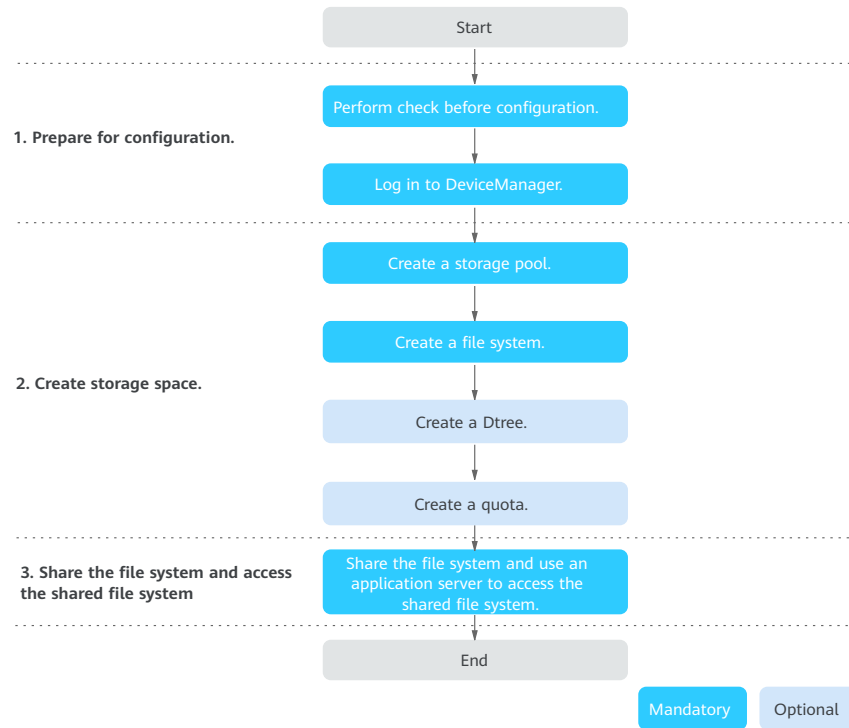 Start
Perform check before configuration.
1. Prepare for configuration.
Log in to DeviceManager.
Create a storage pool.
Create a file system.
2. Create storage space.
Create a Dtree.
Create a quota.
3. Share the file system and access
the shared file system
Share the file system and use an
application server to access the
shared file system.
End
Mandatory
Optional